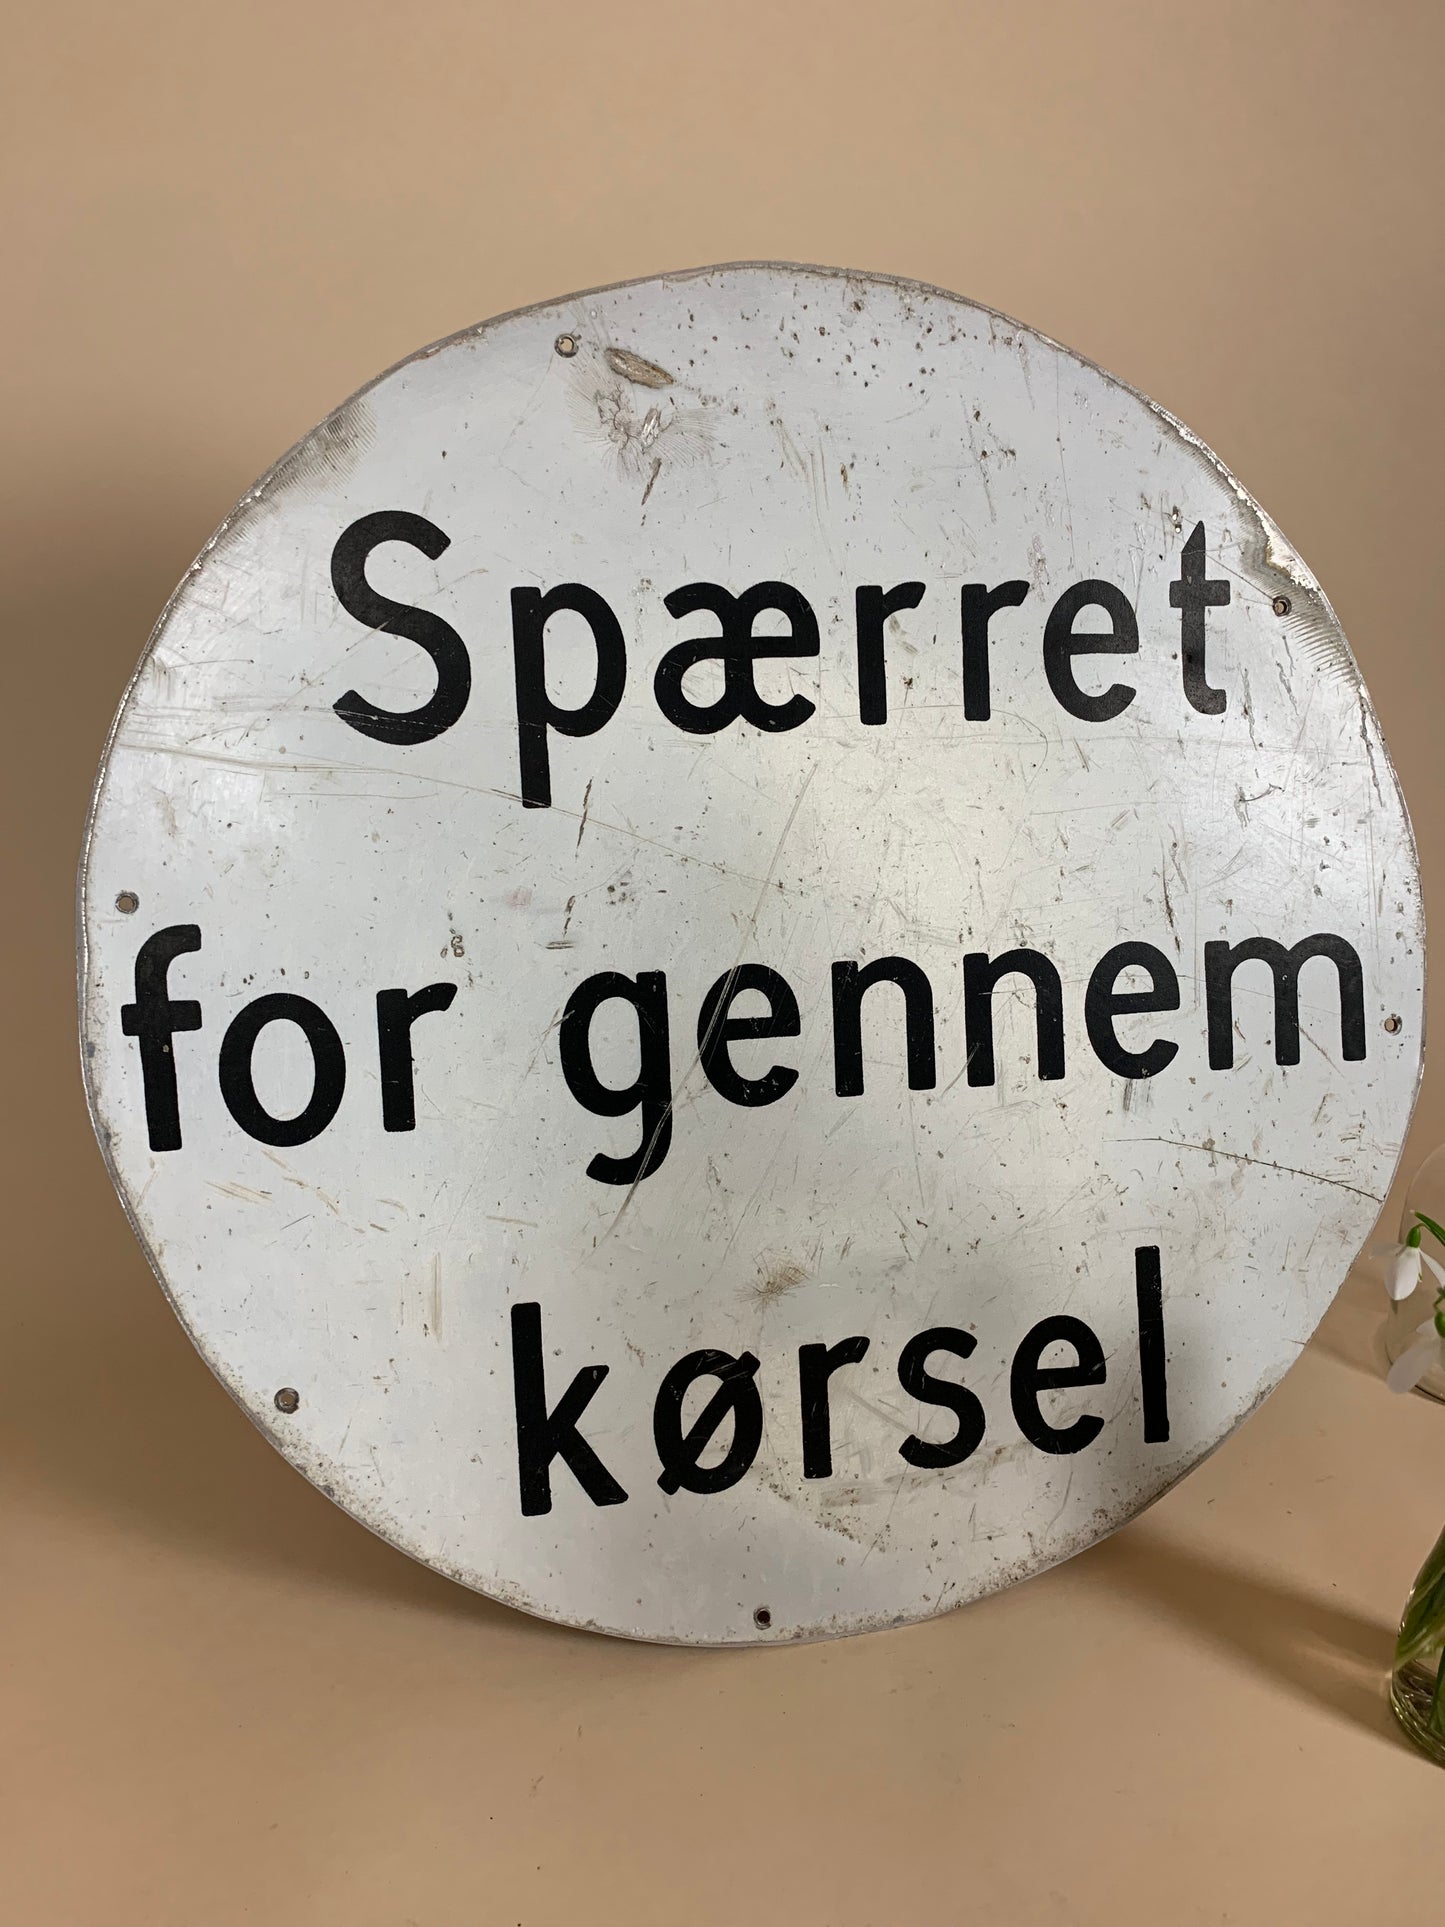 Spærret
for gennem
kørsel